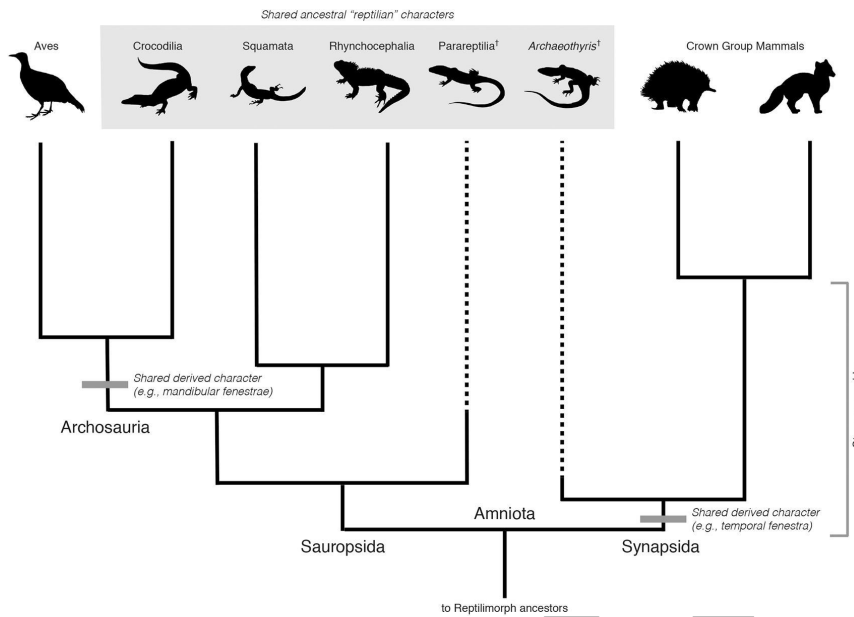 Shared ancestral “reptilian” characters
Aves
Crocodilia
Squamata
Rhynchocephalia
Parareptilia†
Archaeothyris†
Crown Group Mammals
Shared derived character
(e.g., mandibular fenestrae)
Archosauria
Amniota
Shared derived character
(e.g., temporal fenestra)
Sauropsida
Synapsida
to Reptilimorph ancestors